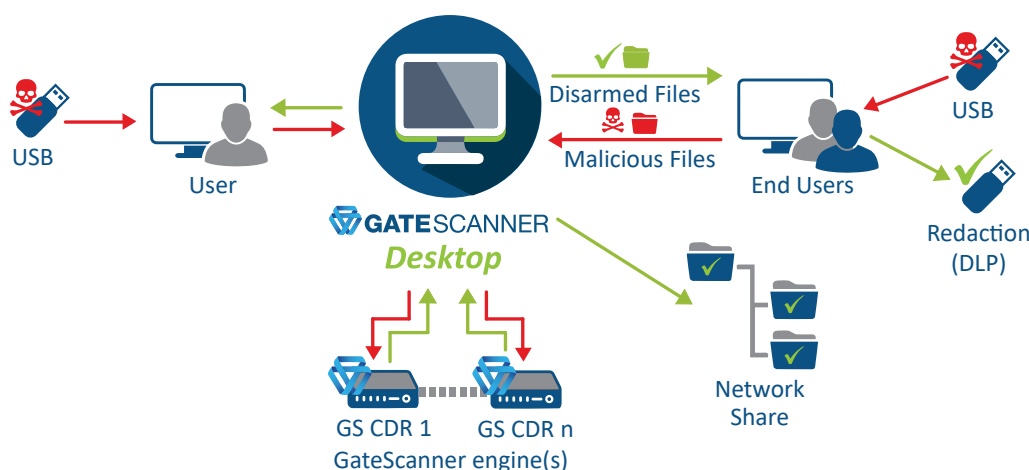 USB
User
Disarmed Files
Malicious Files
End Users
USB
Redaction
(DLP)
GATESCANNER
Desktop
Network
Share
GS CDR 1
GS CDR n
GateScanner engine(s)